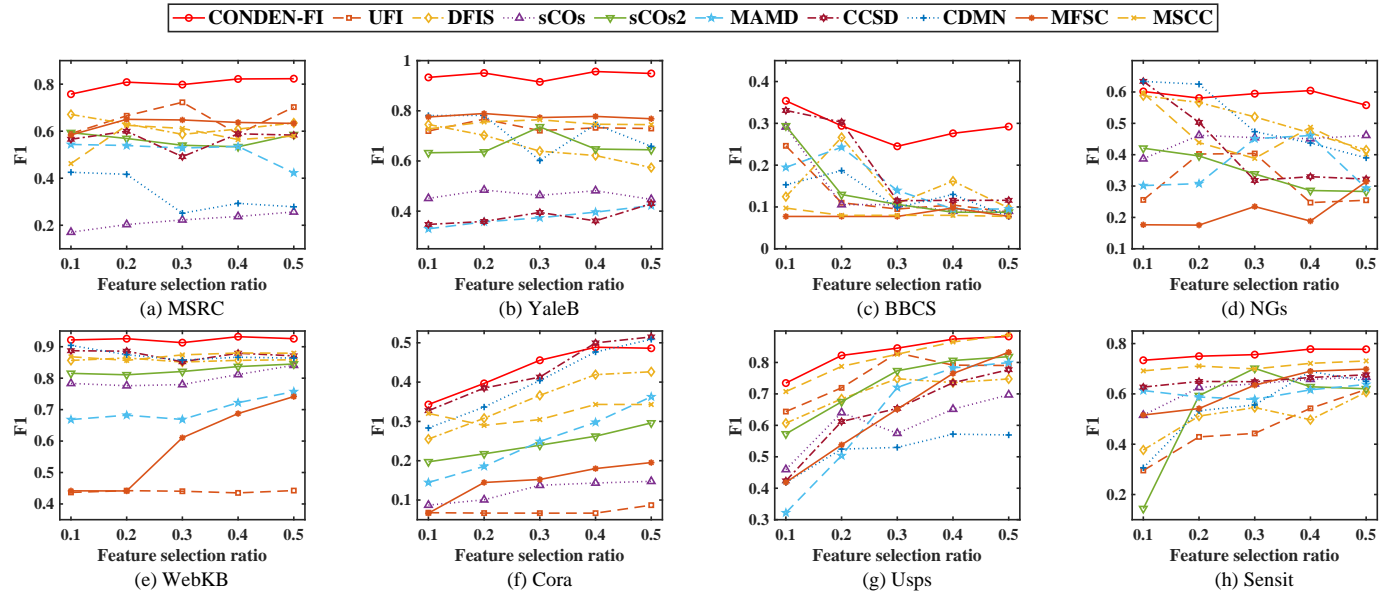 CONDEN-FI UFI DFIS sCOs sCOs2 MAMD CCSD CDMN MFSC MSCC
0.8
0.6
0.4
0.2
F1
0.1 0.2 0.3 0.4 0.5
Feature selection ratio
(a) MSRC
1
0.8
0.6
0.4
F1
0.1 0.2 0.3 0.4 0.5
Feature selection ratio
(b) YaleB
0.4
0.3
0.2
0.1
0
F1
0.1 0.2 0.3 0.4 0.5
Feature selection ratio
(c) BBCS
0.6
0.5
0.4
0.3
0.2
0.1
F1
0.1 0.2 0.3 0.4 0.5
Feature selection ratio
(d) NGs
0.9
0.8
0.7
0.6
0.5
0.4
F1
0.1 0.2 0.3 0.4 0.5
Feature selection ratio
(e) WebKB
0.5
0.4
0.3
0.2
0.1
F1
0.1 0.2 0.3 0.4 0.5
Feature selection ratio
(f) Cora
0.8
0.7
0.6
0.5
0.4
0.3
F1
0.1 0.2 0.3 0.4 0.5
Feature selection ratio
(g) Usps
0.8
0.6
0.4
0.2
F1
0.1 0.2 0.3 0.4 0.5
Feature selection ratio
(h) Sensit